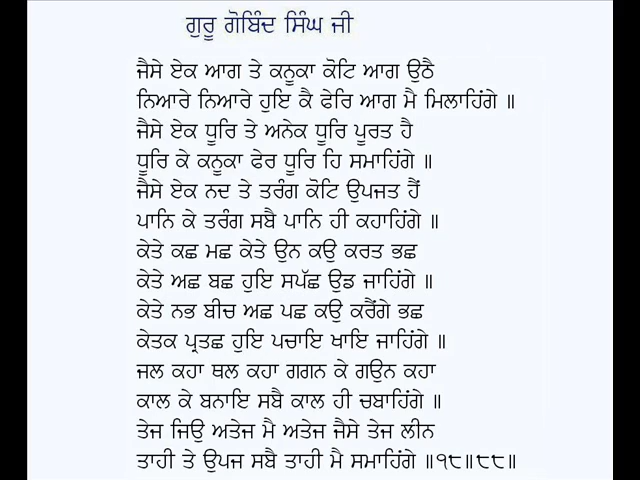 ਗੁਰੂ ਗੋਬਿੰਦ ਸਿੰਘ ਜੀ
ਜੈਸੇ ਏਕ ਆਗ ਤੇ ਕਨੂਕਾ ਕੋਟਿ ਆਗ ਉਠੈ
ਨਿਆਰੇ ਨਿਆਰੇ ਹੁਇ ਕੈ ਫੇਰਿ ਆਗ ਮੈ ਮਿਲਾਹਿੰਗੇ ॥
ਜੈਸੇ ਏਕ ਧੂਰਿ ਤੇ ਅਨੇਕ ਧੂਰਿ ਪੂਰਤ ਹੈ
ਧੂਰਿ ਕੇ ਕਨੂਕਾ ਫੇਰ ਧੂਰਿ ਹਿ ਸਮਾਹਿੰਗੇ ॥
ਜੈਸੇ ਏਕ ਨਦ ਤੇ ਤਰੰਗ ਕੋਟਿ ਉਪਜਤ ਹੈਂ
ਪਾਨਿ ਕੇ ਤਰੰਗ ਸਬੈ ਪਾਨਿ ਹੀ ਕਹਾਹਿੰਗੇ ॥
ਕੇਤੇ ਕਛ ਮਛ ਕੇਤੇ ਉਨ ਕਉ ਕਰਤ ਭਛ
ਕੇਤੇ ਅਛ ਬਛ ਹੁਇ ਸਪੱਛ ਉਡ ਜਾਹਿੰਗੇ ॥
ਕੇਤੇ ਨਭ ਬੀਚ ਅਛ ਪਛ ਕਉ ਕਰੈਂਗੇ ਭਛ
ਕੇਤਕ ਪ੍ਰਤਛ ਹੁਇ ਪਚਾਇ ਖਾਇ ਜਾਹਿੰਗੇ ॥
ਜਲ ਕਹਾ ਥਲ ਕਹਾ ਗਗਨ ਕੇ ਗਉਨ ਕਹਾ
ਕਾਲ ਕੇ ਬਨਾਇ ਸਬੈ ਕਾਲ ਹੀ ਚਬਾਹਿੰਗੇ ॥
ਤੇਜ ਜਿਉ ਅਤੇਜ ਮੈ ਅਤੇਜ ਜੈਸੇ ਤੇਜ ਲੀਨ
ਤਾਹੀ ਤੇ ਉਪਜ ਸਬੈ ਤਾਹੀ ਮੈ ਸਮਾਹਿੰਗੇ ॥੧੮॥੮੮॥